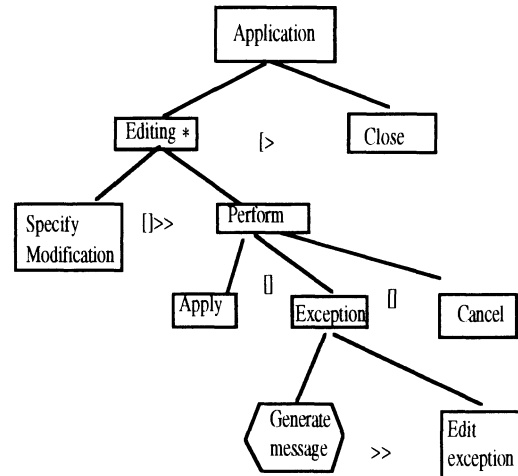 Application
Editing *
[>
Close
Specify
Modification
[]>>
Perform
Apply
[]
Exception
[]
Cancel
Generate
message
>>
Edit
exception